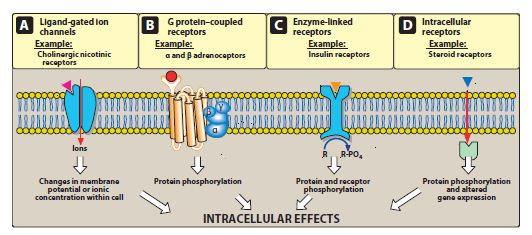 A Ligand-gated ion
channels
Example:
Cholinergic nicotinic
receptors
B G protein–coupled
receptors
Example:
α and β adrenoceptors
C Enzyme-linked
receptors
Example:
Insulin receptors
D Intracellular
receptors
Example:
Steroid receptors
γ
β
α
Ions
R R-PO4
Changes in membrane
potential or ionic
concentration within cell
Protein phosphorylation
Protein and receptor
phosphorylation
Protein phosphorylation
and altered
gene expression
INTRACELLULAR EFFECTS